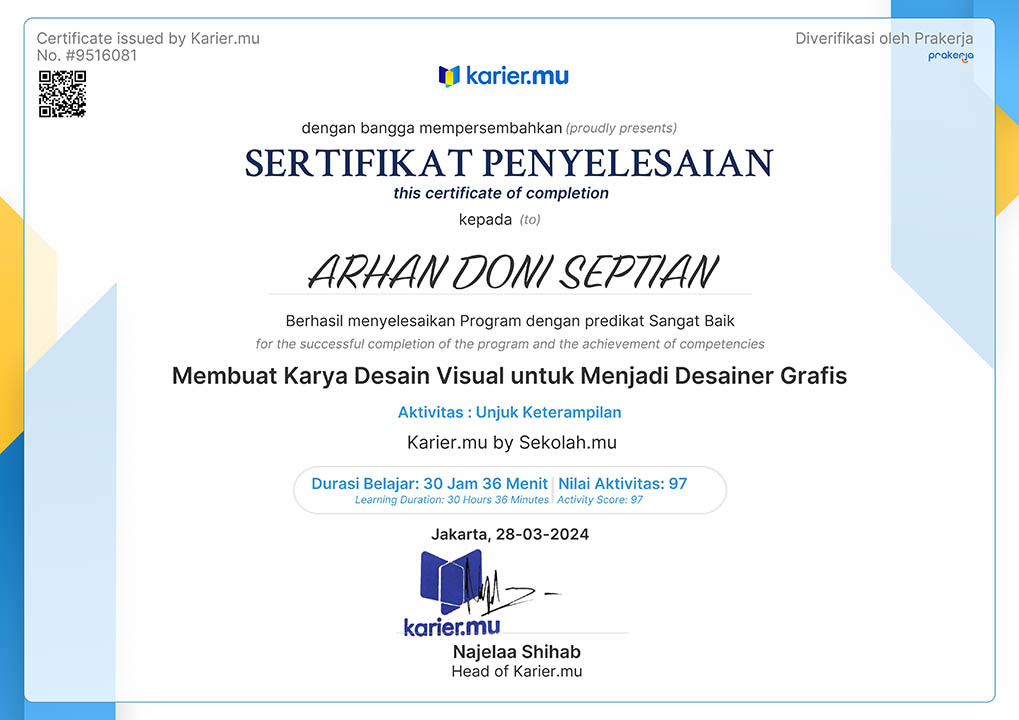 Certificate issued by Karier.mu
No. #9516081
Diverifikasi oleh Prakerja
prakerja
karier.mu
dengan bangga mempersembahkan (proudly presents)
SERTIFIKAT PENYELESAIAN
this certificate of completion
kepada (to)
ARHAN DONI SEPTIAN
Berhasil menyelesaikan Program dengan predikat Sangat Baik
for the successful completion of the program and the achievement of competencies
Membuat Karya Desain Visual untuk Menjadi Desainer Grafis
Aktivitas : Unjuk Keterampilan
Karier.mu by Sekolah.mu
Durasi Belajar: 30 Jam 36 Menit | Nilai Aktivitas: 97
Learning Duration: 30 Hours 36 Minutes | Activity Score: 97
Jakarta, 28-03-2024
karier.mu
Najelaa Shihab
Head of Karier.mu